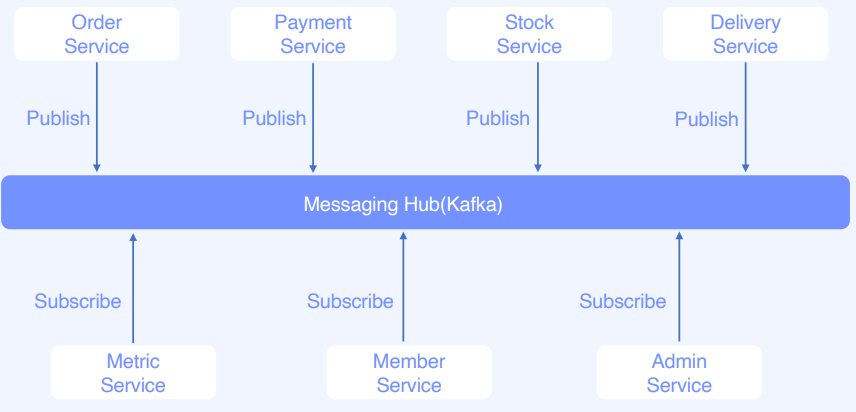 Order
Service
Payment
Service
Stock
Service
Delivery
Service
Publish
Publish
Publish
Publish
Messaging Hub(Kafka)
Subscribe
Subscribe
Subscribe
Metric
Service
Member
Service
Admin
Service